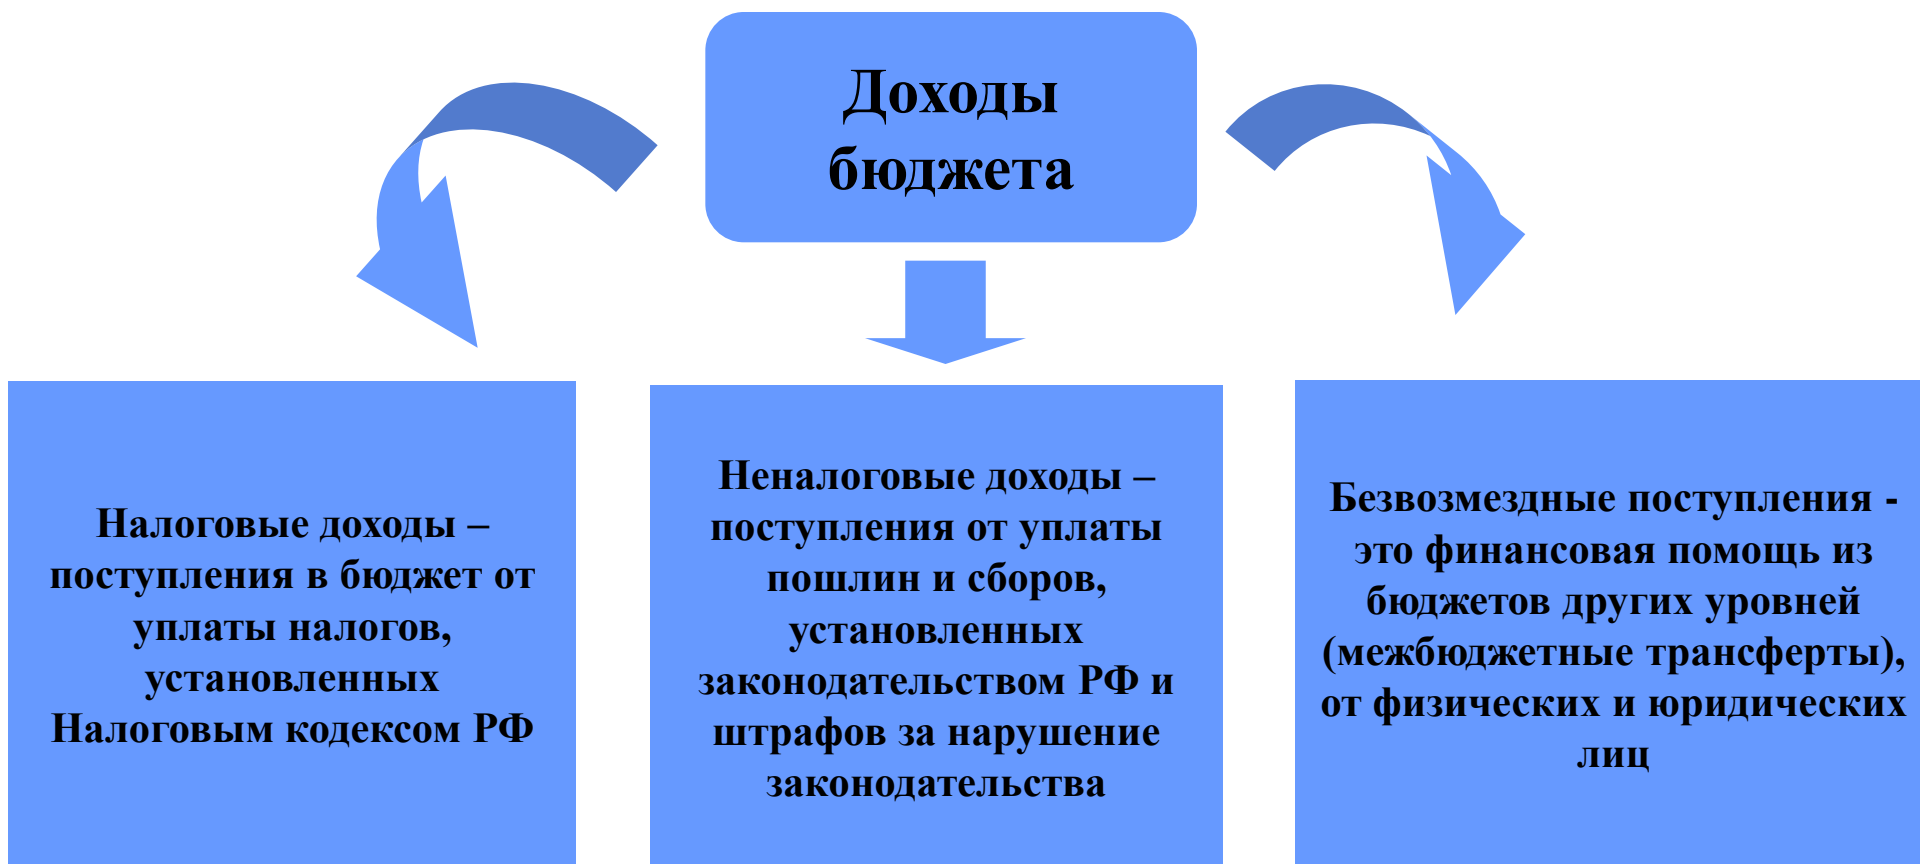 Доходы
бюджета
Налоговые доходы –
поступления в бюджет от
уплаты налогов,
установленных
Налоговым кодексом РФ
Неналоговые доходы –
поступления от уплаты
пошлин и сборов,
установленных
законодательством РФ и
штрафов за нарушение
законодательства
Безвозмездные поступления -
это финансовая помощь из
бюджетов других уровней
(межбюджетные трансферты),
от физических и юридических
лиц